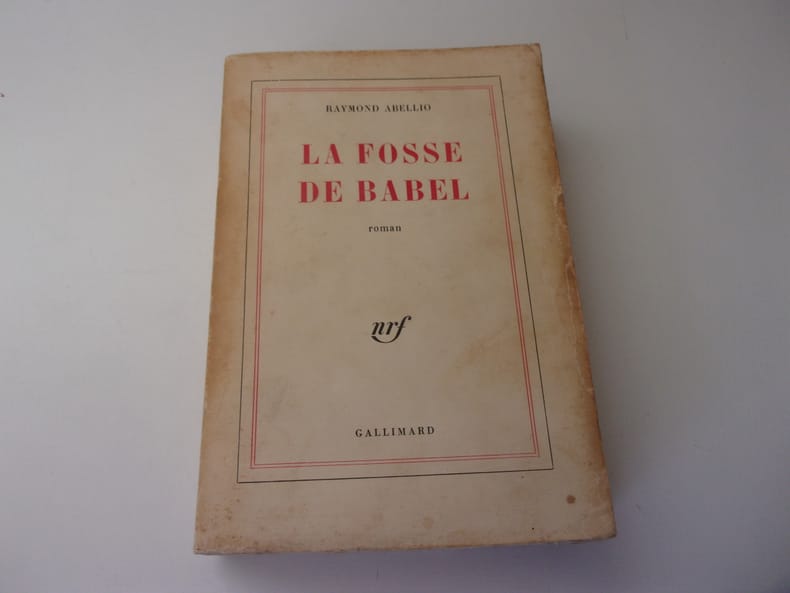 RAYMOND ABELLIO
LA FOSSE
DE BABEL
roman
nrf
GALLIMARD